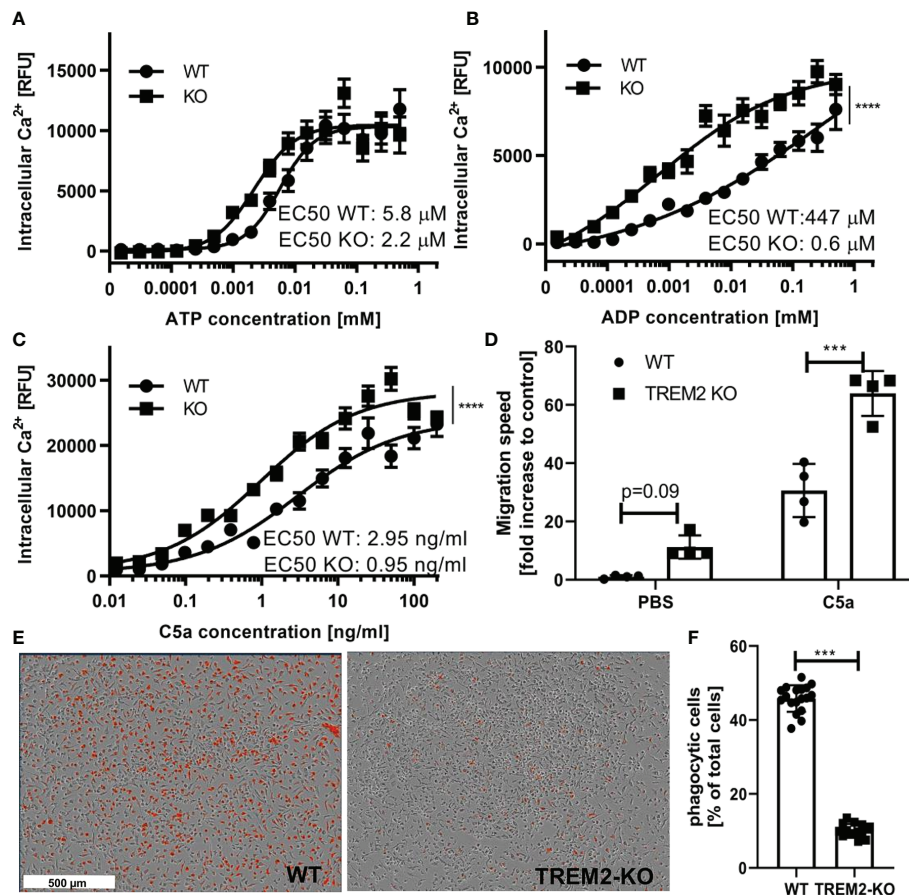 A
Intracellular Ca2+ [RFU]
15000
10000
5000
0
WT
KO
EC50 WT: 5.8 μM
EC50 KO: 2.2 μM
0 0.0001 0.001 0.01 0.1 1
ATP concentration [mM]
B
Intracellular Ca2+ [RFU]
10000
5000
0
WT
KO
****
EC50 WT:447 μM
EC50 KO: 0.6 μM
0 0.0001 0.001 0.01 0.1 1
ADP concentration [mM]
C
Intracellular Ca2+ [RFU]
30000
20000
10000
0
WT
KO
****
EC50 WT: 2.95 ng/ml
EC50 KO: 0.95 ng/ml
0.01 0.1 1 10 100
C5a concentration [ng/ml]
D
Migration speed
[fold increase to control]
80
60
40
20
0
WT
TREM2 KO
p=0.09
***
PBS C5a
E
500 μm
WT
TREM2-KO
F
phagocytic cells
[% of total cells]
60
40
20
0
***
WT TREM2-KO